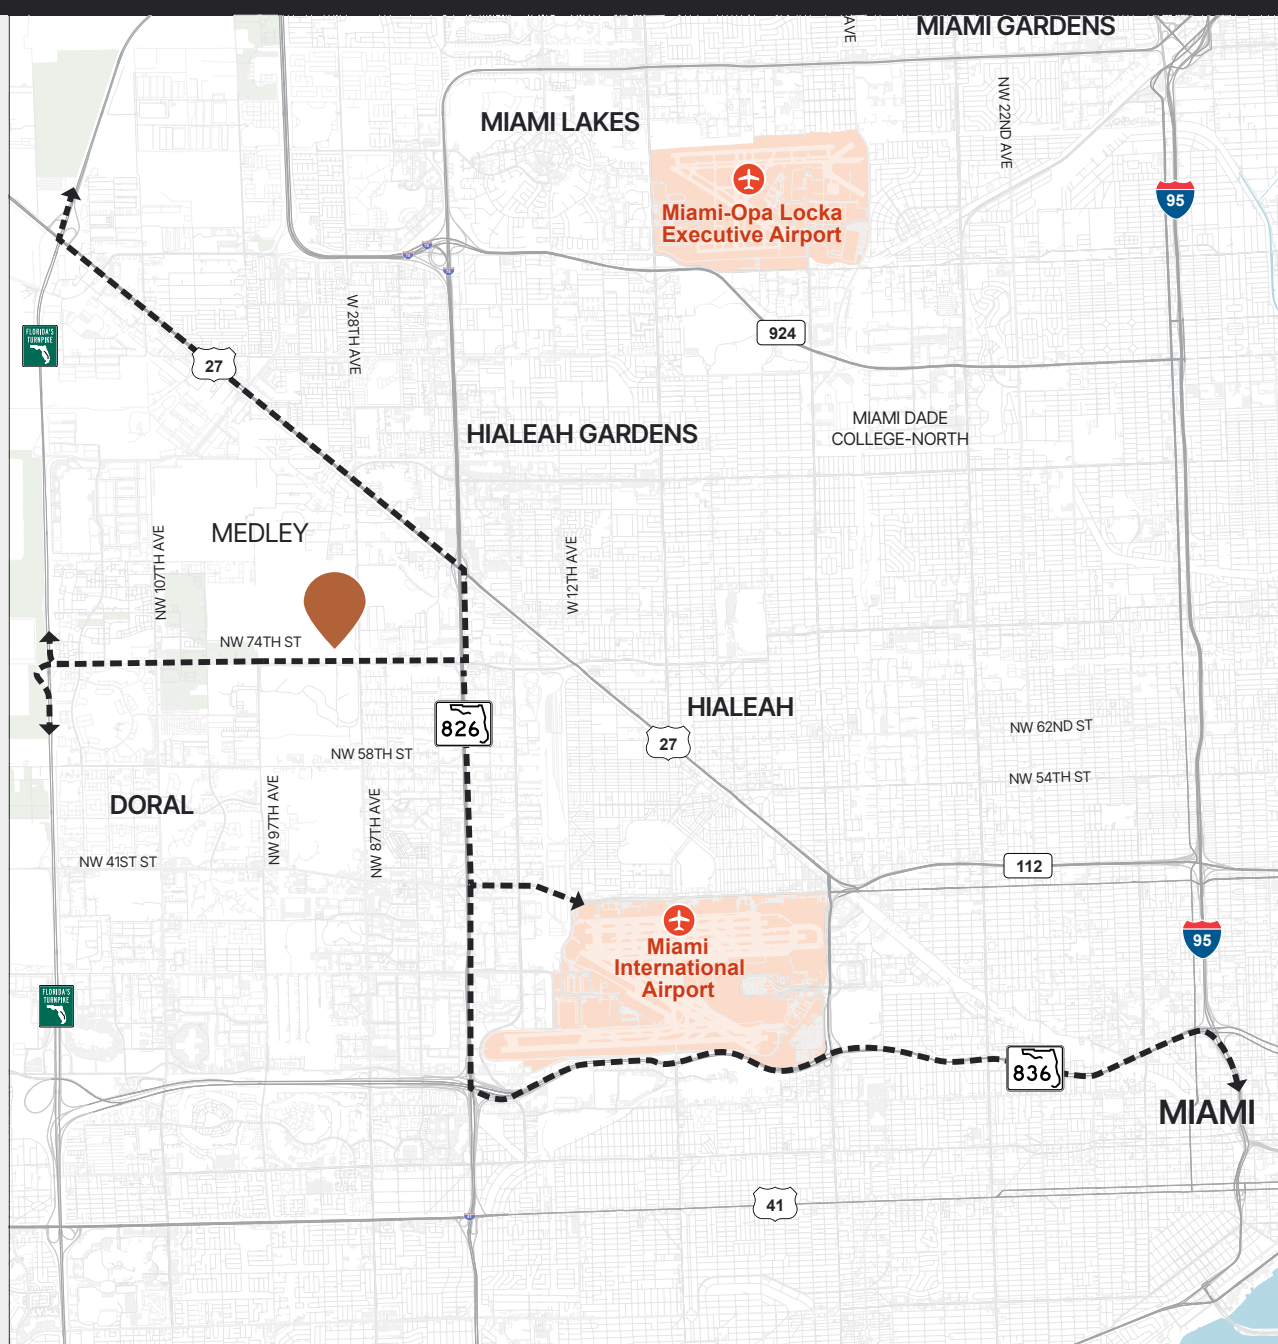 MIAMI GARDENS
AVE
MIAMI LAKES
NW 22ND AVE
95
Miami-Opa Locka
Executive Airport
924
W 28TH AVE
FLORIDA'S
TURNPIKE
27
HIALEAH GARDENS
MIAMI DADE
COLLEGE-NORTH
MEDLEY
NW 107TH AVE
W 12TH AVE
NW 74TH ST
HIALEAH
826
27
NW 62ND ST
NW 58TH ST
NW 54TH ST
DORAL
NW 97TH AVE
NW 87TH AVE
NW 41ST ST
112
95
Miami
International
Airport
FLORIDA'S
TURNPIKE
836
MIAMI
41